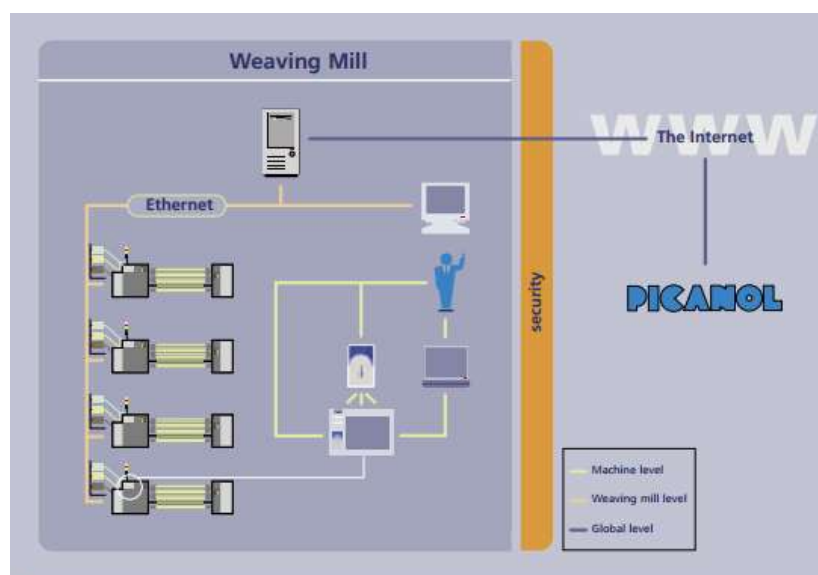 Weaving Mill
WWW
The Internet
Ethernet
security
PICANOL
Machine level
Weaving mill level
Global level